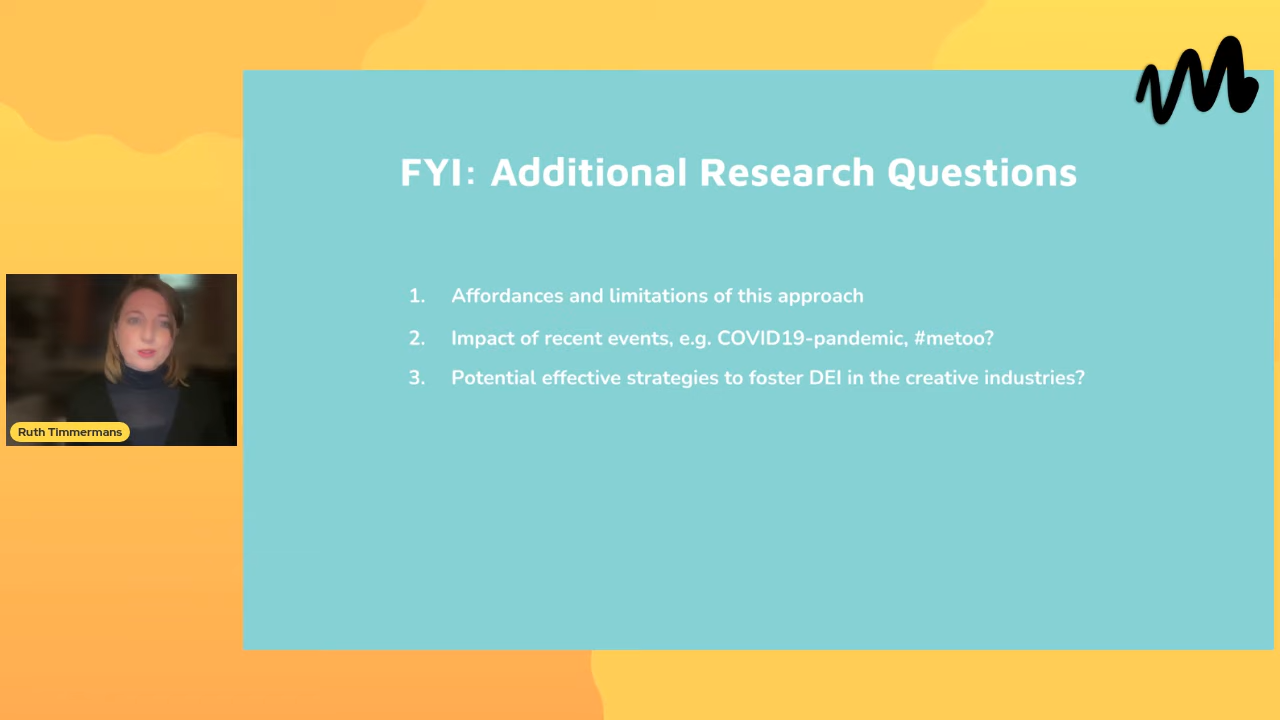 FYI: Additional Research Questions
1. Affordances and limitations of this approach
2. Impact of recent events, e.g. COVID19-pandemic, #metoo?
3. Potential effective strategies to foster DEI in the creative industries?
Ruth Timmermans